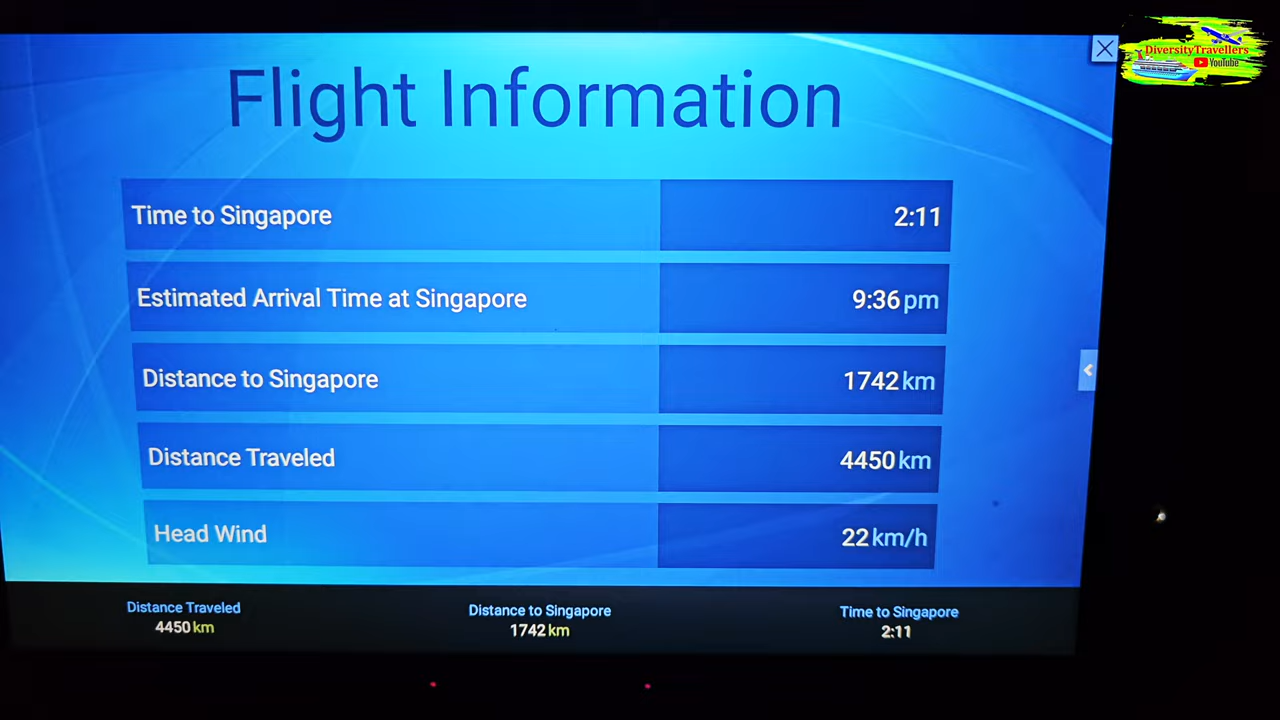 DiversityTravellers
YouTube
Flight Information
Time to Singapore 2:11
Estimated Arrival Time at Singapore 9:36 pm
Distance to Singapore 1742 km
Distance Traveled 4450 km
Head Wind 22 km/h
Distance Traveled Distance to Singapore Time to Singapore
4450 km 1742 km 2:11